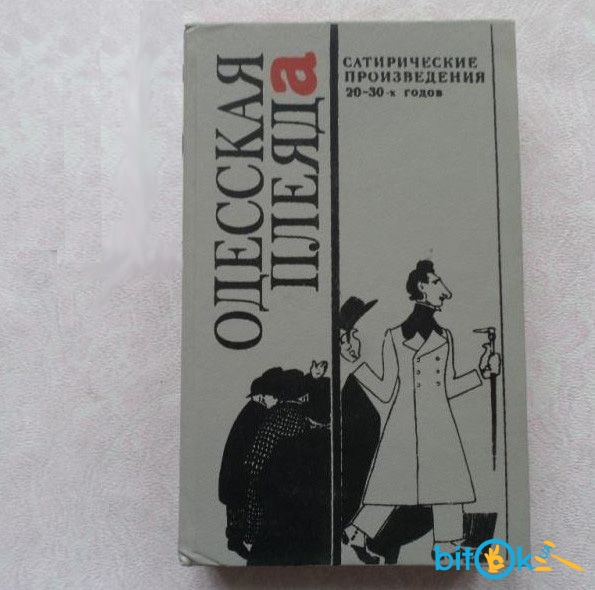 ОДЕССКАЯ
ПЛЕЯДа
САТИРИЧЕСКИЕ
ПРОИЗВЕДЕНИЯ
20-30-х годов
bitOk